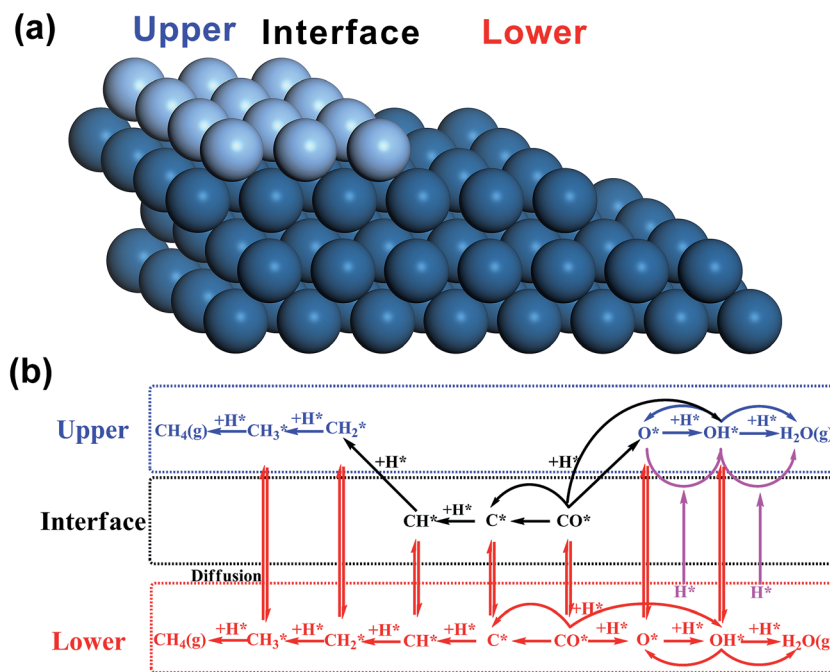 (a)
Upper Interface Lower
(b)
+H* +H* +H* +H*
Upper CH₄(g) CH₃* CH₂* O* OH* H₂O(g)
+H* +H*
+H*
Interface CH* C* CO*
Diffusion H* H*
+H*
+H* +H* +H* +H* +H* +H* +H*
Lower CH₄(g) CH₃* CH₂* CH* C* CO* O* OH* H₂O(g)